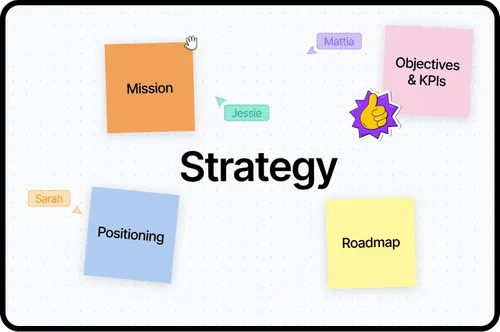 Mattia
Objectives
& KPIs
Mission
Jessie
Strategy
Sarah
Positioning
Roadmap